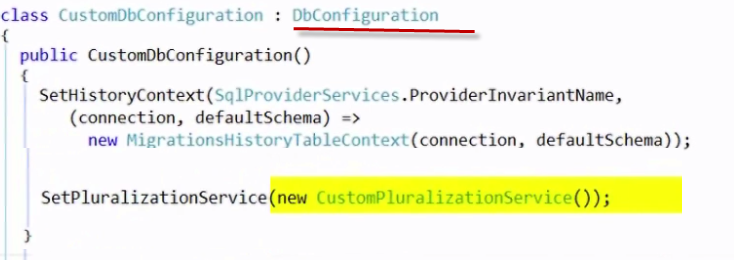 class CustomDbConfiguration : DbConfiguration
{
public CustomDbConfiguration()
{
SetHistoryContext(SqlProviderServices.ProviderInvariantName,
(connection, defaultSchema) =>
new MigrationsHistoryTableContext(connection, defaultSchema));
SetPluralizationService(new CustomPluralizationService());
}